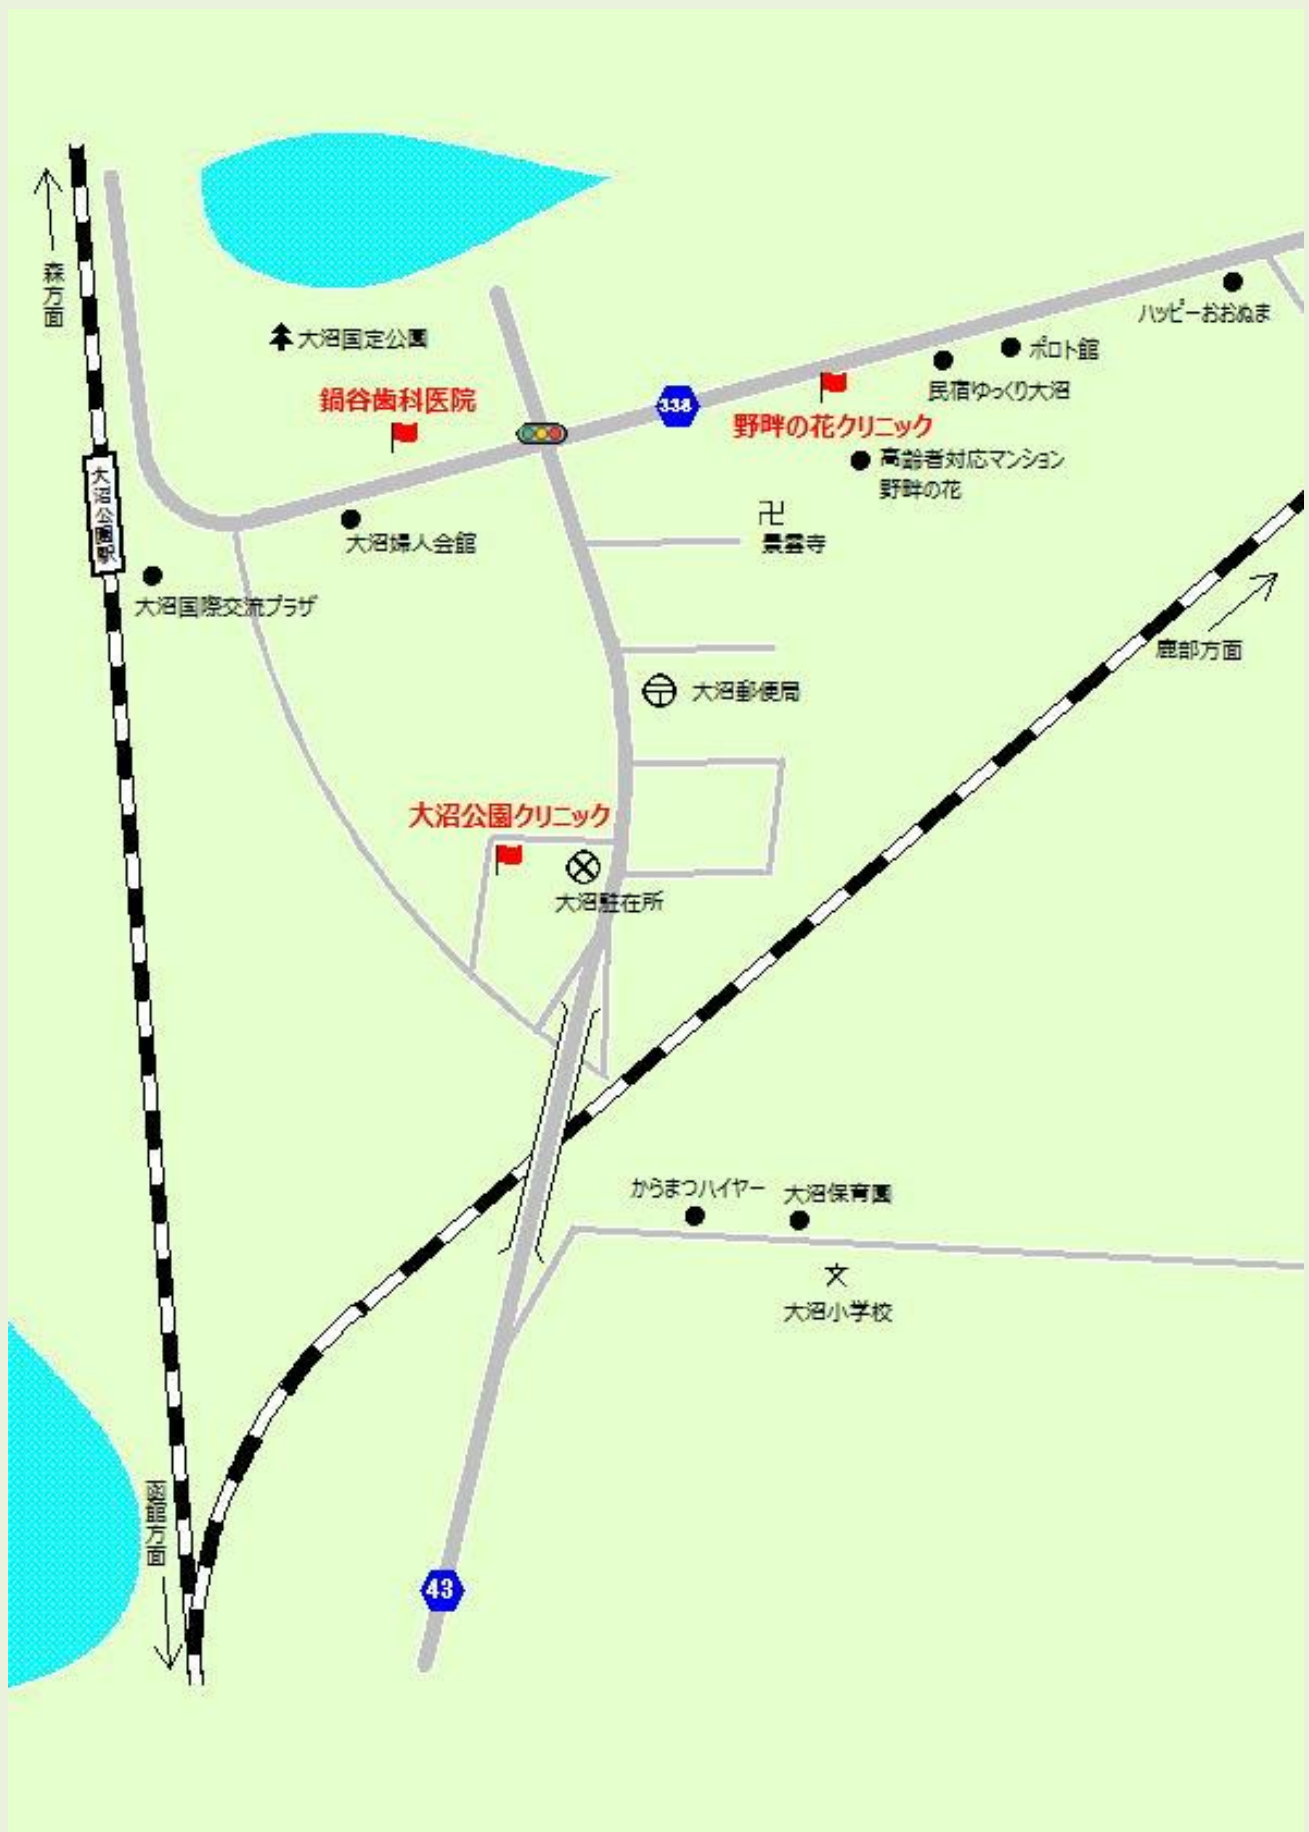 森方面
大沼国定公園
ハッピーおおぬま
ポロト館
民宿ゆっくり大沼
鍋谷歯科医院
338
野畔の花クリニック
高齢者対応マンション
野畔の花
大沼公園駅
大沼婦人会館
景雲寺
大沼国際交流プラザ
鹿部方面
大沼郵便局
大沼公園クリニック
大沼駐在所
からまつハイヤー
大沼保育園
文
大沼小学校
函館方面
43